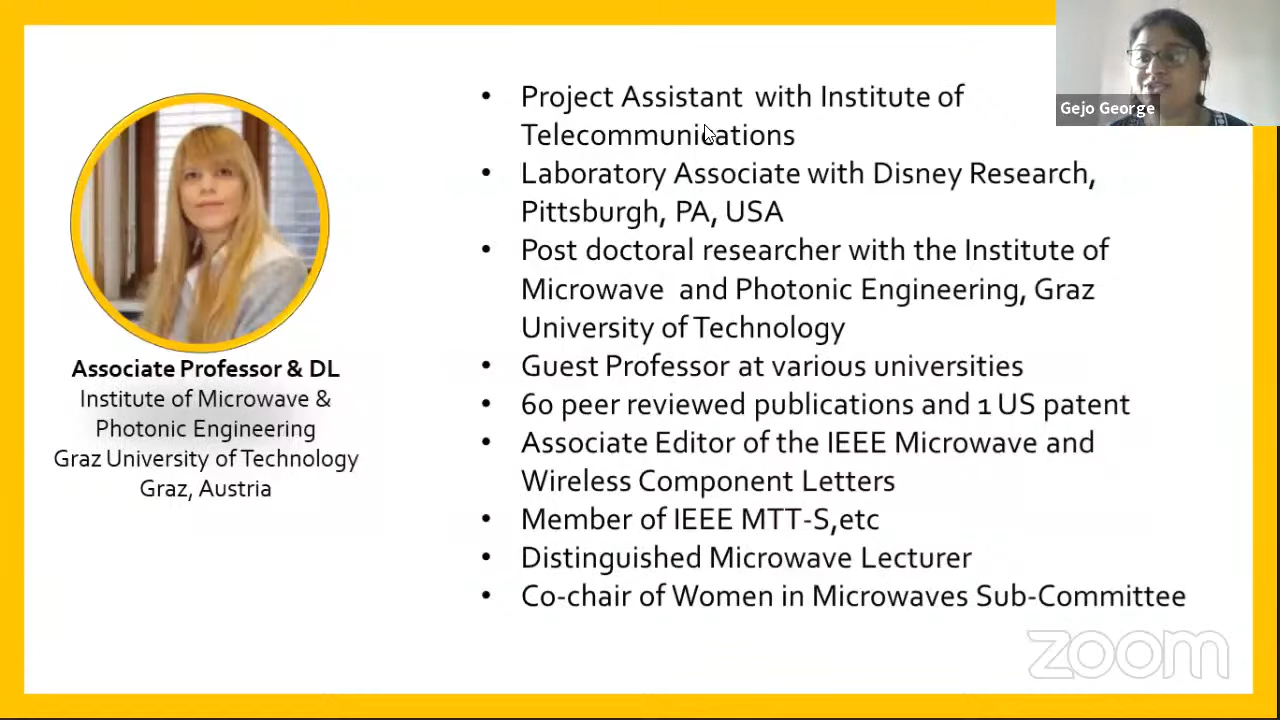 Gejo George
Associate Professor & DL
Institute of Microwave &
Photonic Engineering
Graz University of Technology
Graz, Austria
• Project Assistant with Institute of
Telecommunications
• Laboratory Associate with Disney Research,
Pittsburgh, PA, USA
• Post doctoral researcher with the Institute of
Microwave and Photonic Engineering, Graz
University of Technology
• Guest Professor at various universities
• 60 peer reviewed publications and 1 US patent
• Associate Editor of the IEEE Microwave and
Wireless Component Letters
• Member of IEEE MTT-S,etc
• Distinguished Microwave Lecturer
• Co-chair of Women in Microwaves Sub-Committee
zoom